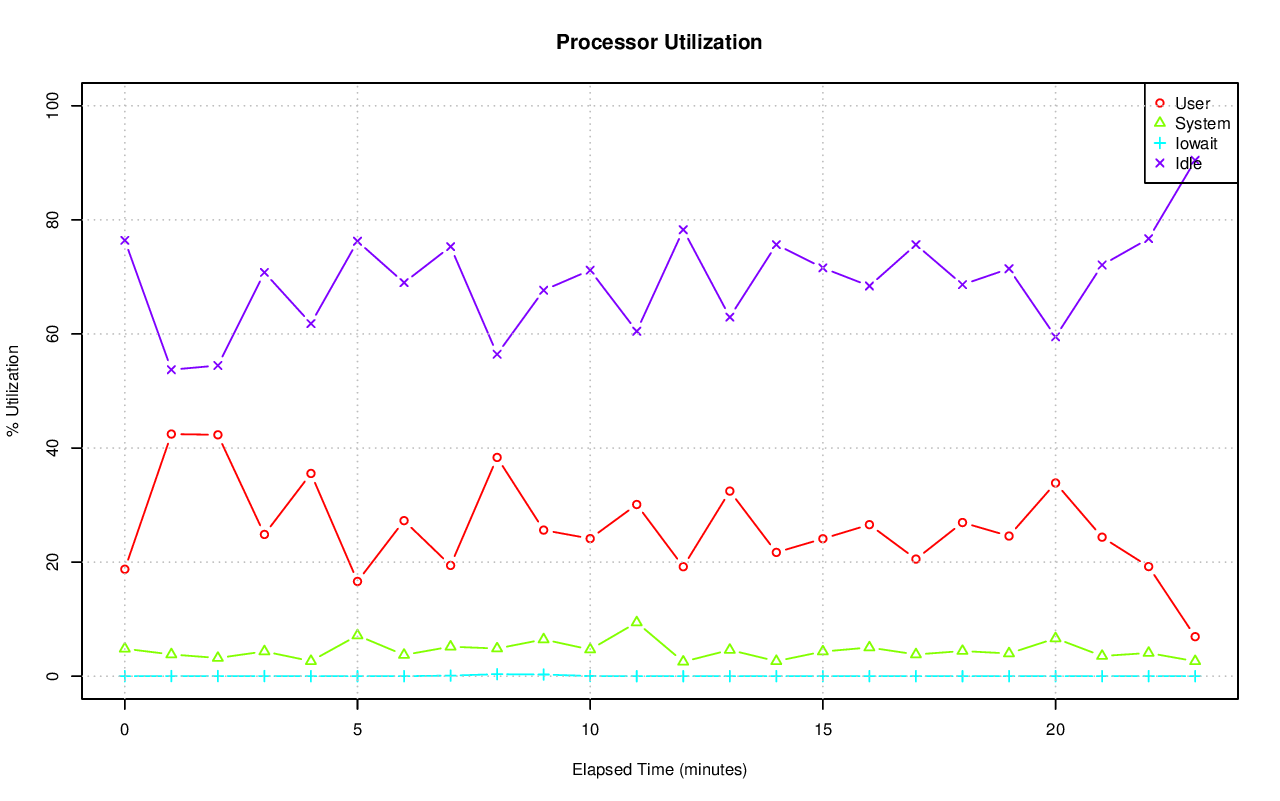 Processor Utilization
% Utilization
100
80
60
40
20
0
User
System
Iowait
Idle
0 5 10 15 20
Elapsed Time (minutes)